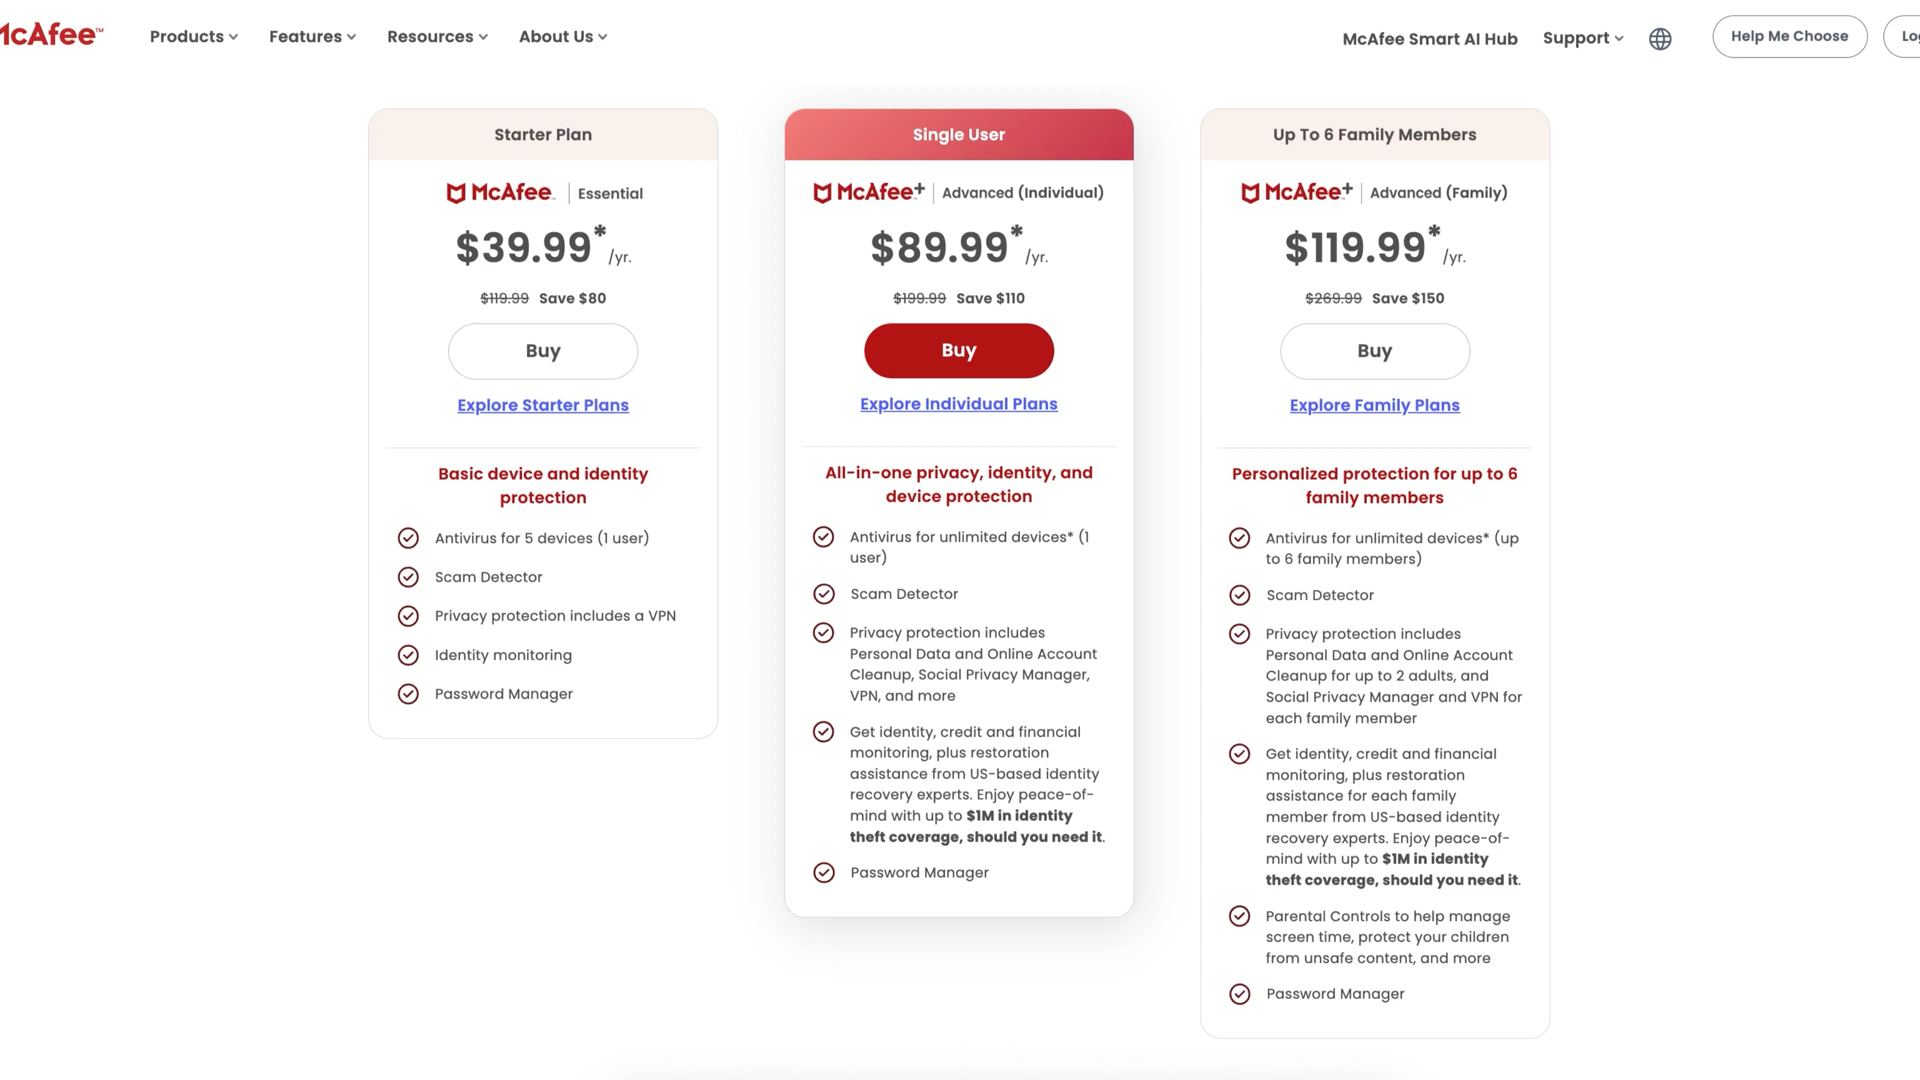 McAfee™
Products
Features
Resources
About Us
McAfee Smart AI Hub
Support
Help Me Choose
Starter Plan
McAfee™ | Essential
$39.99* /yr.
$119.99 Save $80
Buy
Explore Starter Plans
Basic device and identity
protection
Antivirus for 5 devices (1 user)
Scam Detector
Privacy protection includes a VPN
Identity monitoring
Password Manager
Single User
McAfee+™ | Advanced (Individual)
$89.99* /yr.
$199.99 Save $110
Buy
Explore Individual Plans
All-in-one privacy, identity, and
device protection
Antivirus for unlimited devices* (1
user)
Scam Detector
Privacy protection includes
Personal Data and Online Account
Cleanup, Social Privacy Manager,
VPN, and more
Get identity, credit and financial
monitoring, plus restoration
assistance from US-based identity
recovery experts. Enjoy peace-of-
mind with up to $1M in identity
theft coverage, should you need it.
Password Manager
Up To 6 Family Members
McAfee+™ | Advanced (Family)
$119.99* /yr.
$269.99 Save $150
Buy
Explore Family Plans
Personalized protection for up to 6
family members
Antivirus for unlimited devices* (up
to 6 family members)
Scam Detector
Privacy protection includes
Personal Data and Online Account
Cleanup for up to 2 adults, and
Social Privacy Manager and VPN for
each family member
Get identity, credit and financial
monitoring, plus restoration
assistance for each family
member from US-based identity
recovery experts. Enjoy peace-of-
mind with up to $1M in identity
theft coverage, should you need it.
Parental Controls to help manage
screen time, protect your children
from unsafe content, and more
Password Manager